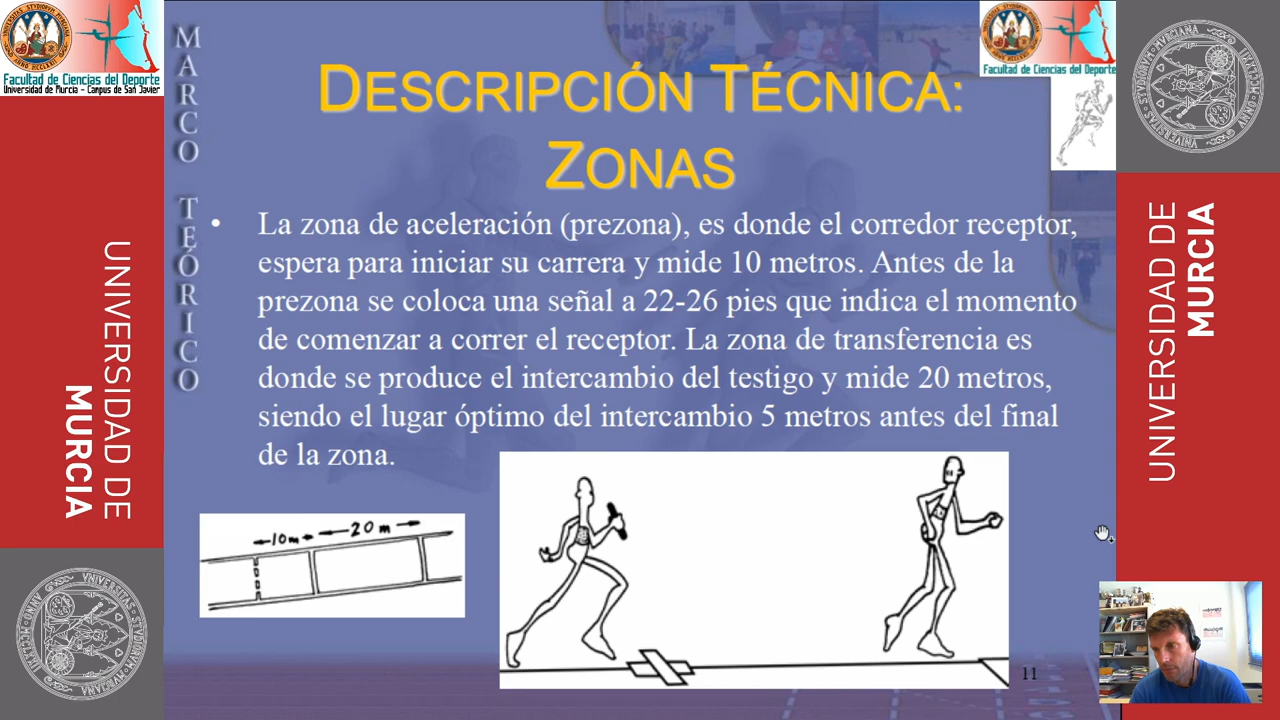 Facultad de Ciencias del Deporte
Universidad de Murcia - Campus de San Javier
UNIVERSIDAD DE
MURCIA
MARCO
TEÓRICO
DESCRIPCIÓN TÉCNICA:
ZONAS
• La zona de aceleración (prezona), es donde el corredor receptor,
espera para iniciar su carrera y mide 10 metros. Antes de la
prezona se coloca una señal a 22-26 pies que indica el momento
de comenzar a correr el receptor. La zona de transferencia es
donde se produce el intercambio del testigo y mide 20 metros,
siendo el lugar óptimo del intercambio 5 metros antes del final
de la zona.
10m
20 m
11
Facultad de Ciencias del Deporte
UNIVERSIDAD DE
MURCIA